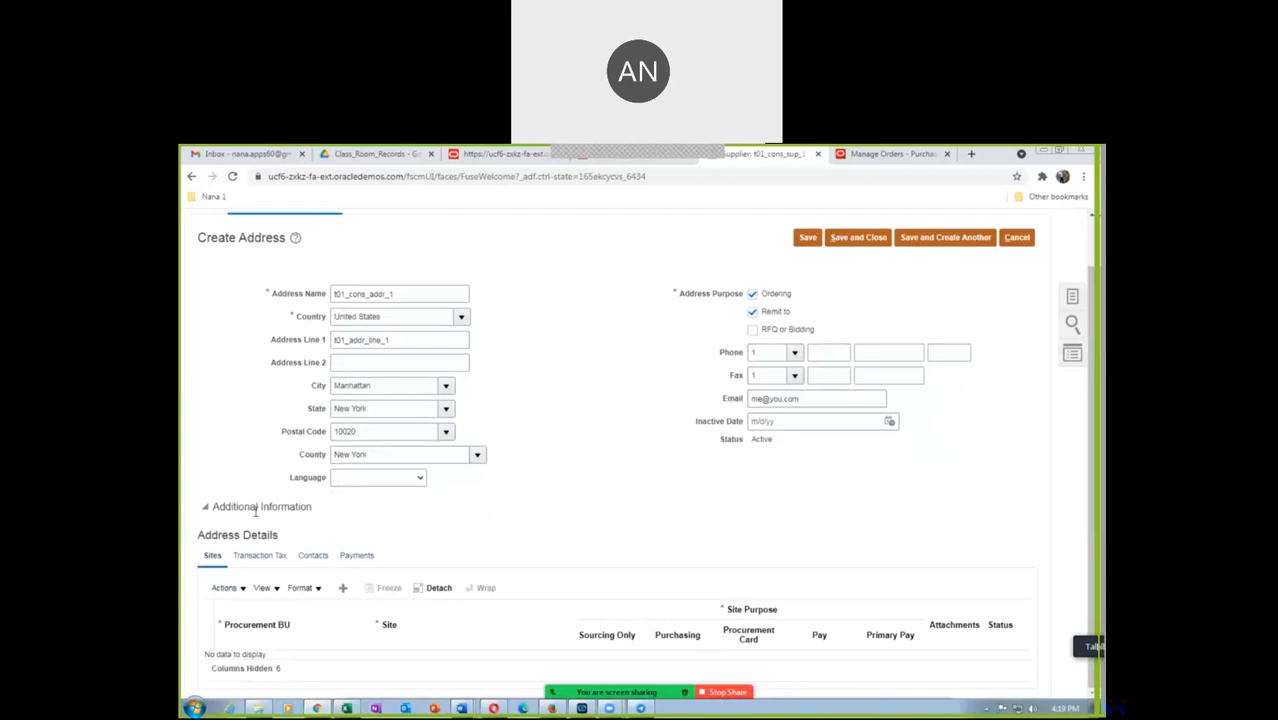 AN
Inbox - nana.apps60@gm
Class_Room_Records - G
https://ucf6-zxkz-fa-ext.oracledemos
upplier: t01_cons_sup_1
Manage Orders - Purchas
ucf6-zxkz-fa-ext.oracledemos.com/fscmUI/faces/FuseWelcome?_adf.ctrl-state=165ekcycvs_6434
Nana 1
Other bookmarks
Create Address
Save
Save and Close
Save and Create Another
Cancel
* Address Name t01_cons_addr_1
* Country United States
Address Line 1 t01_addr_line_1
Address Line 2
City Manhattan
State New York
Postal Code 10020
County New York
Language
* Address Purpose Ordering
Remit to
RFQ or Bidding
Phone 1
Fax 1
Email me@you.com
Inactive Date m/d/yy
Status Active
Additional Information
Address Details
Sites Transaction Tax Contacts Payments
Actions View Format Freeze Detach Wrap
* Procurement BU
* Site
* Site Purpose
Sourcing Only
Purchasing
Procurement Card
Pay
Primary Pay
Attachments
Status
No data to display
Columns Hidden 6
You are screen sharing
Stop Share
4:19 PM